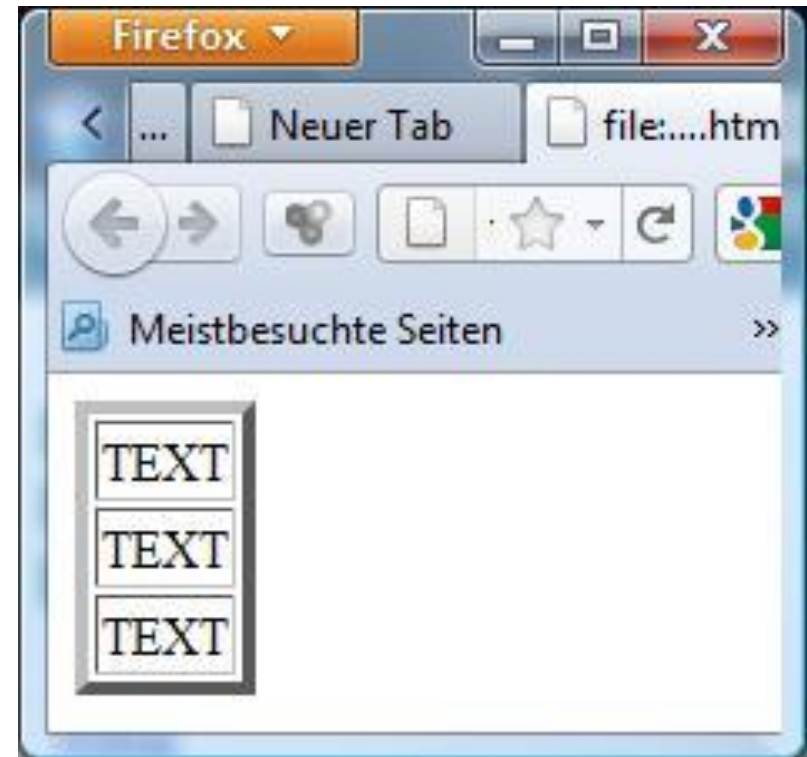 Firefox
... Neuer Tab file:....htm
Meistbesuchte Seiten »
TEXT
TEXT
TEXT